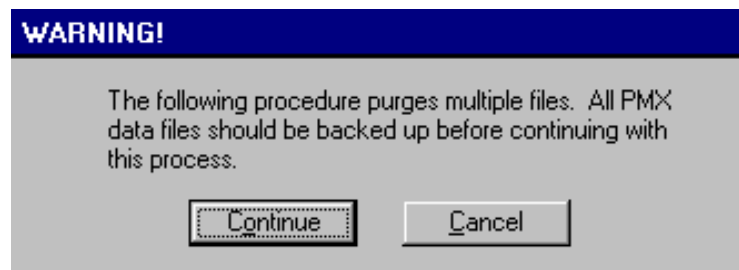 WARNING!
The following procedure purges multiple files. All PMX
data files should be backed up before continuing with
this process.
Continue Cancel